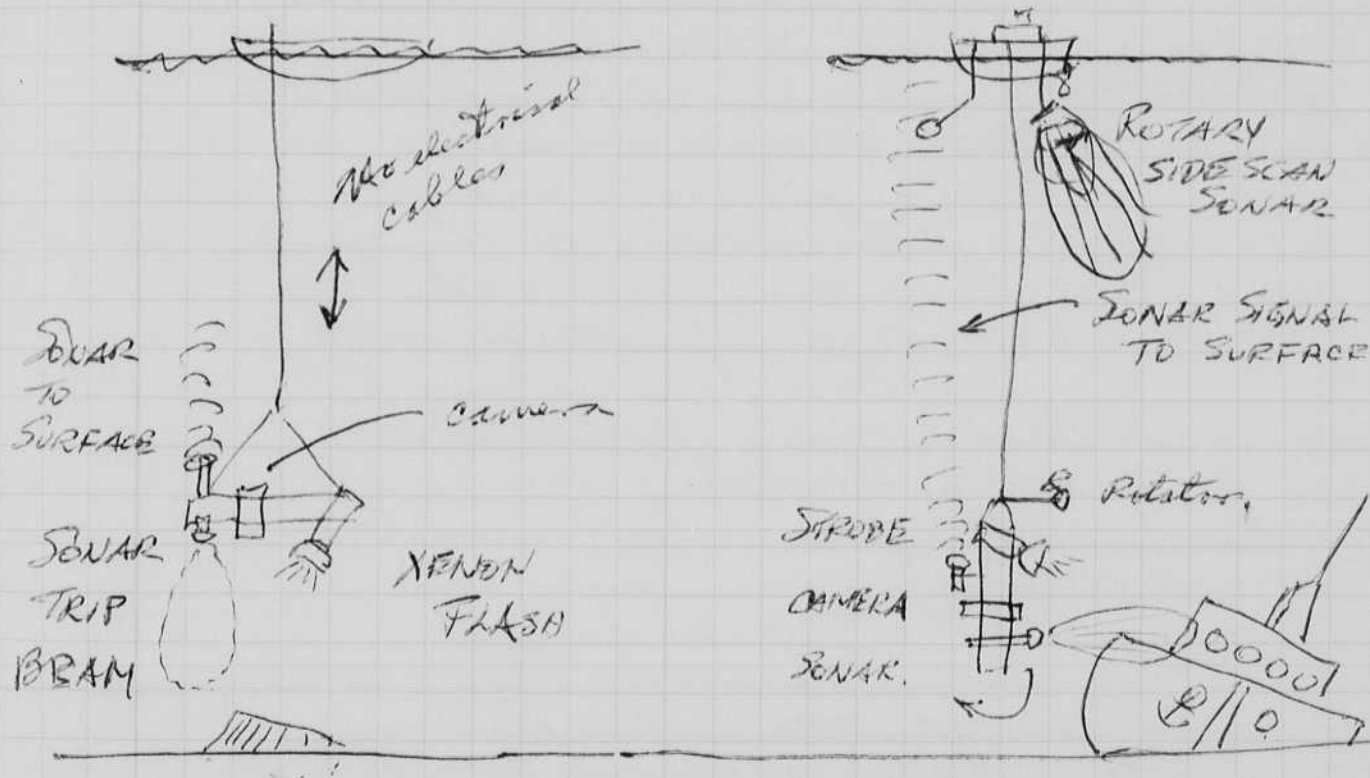 No electrical
cables
SONAR
TO
SURFACE
camera
SONAR
TRIP
BEAM
XENON
FLASH
ROTARY
SIDE SCAN
SONAR
SONAR SIGNAL
TO SURFACE
Rotator.
STROBE
CAMERA
SONAR.